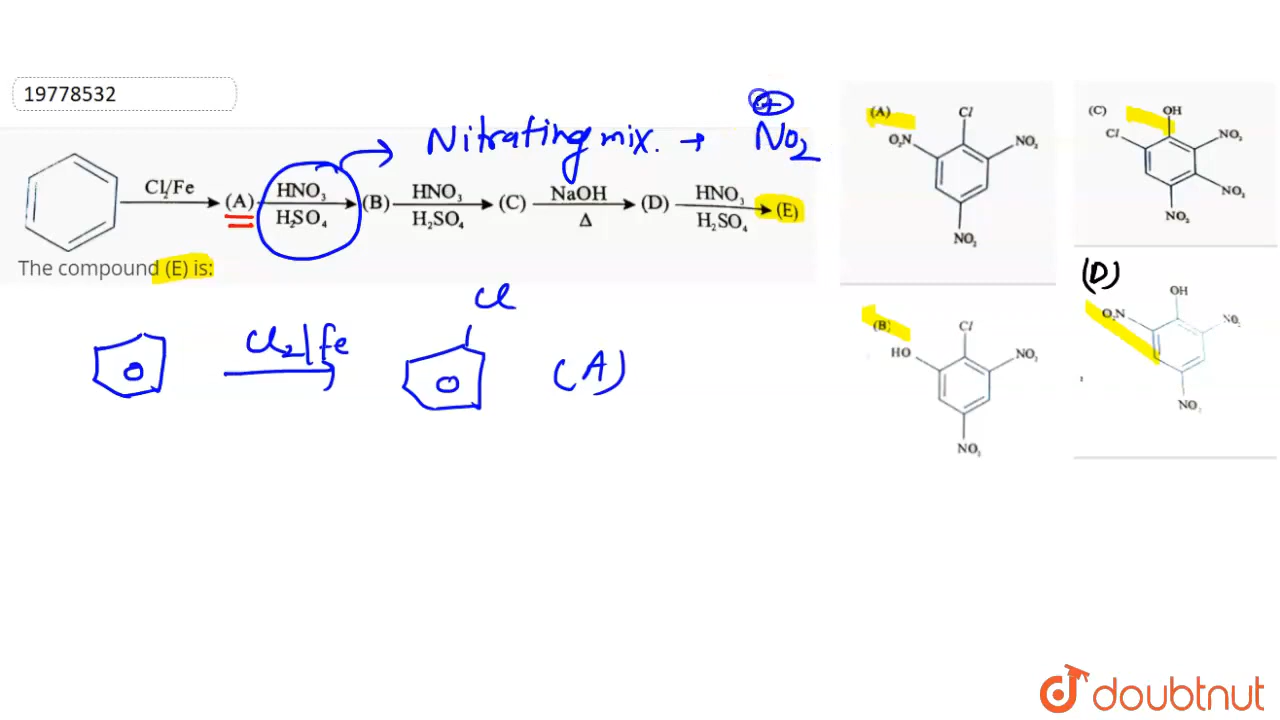 19778532
Nitrating mix. → NO2
⊕
Cl2/Fe (A) HNO3 H2SO4 (B) HNO3 H2SO4 (C) NaOH Δ (D) HNO3 H2SO4 (E)
The compound (E) is:
Cl2/Fe
Cl
(A)
(A)
Cl
O2N
NO2
NO2
(C)
OH
Cl
NO2
NO2
NO2
(B)
Cl
HO
NO2
NO2
(D)
OH
O2N
NO2
NO2
doubtnut